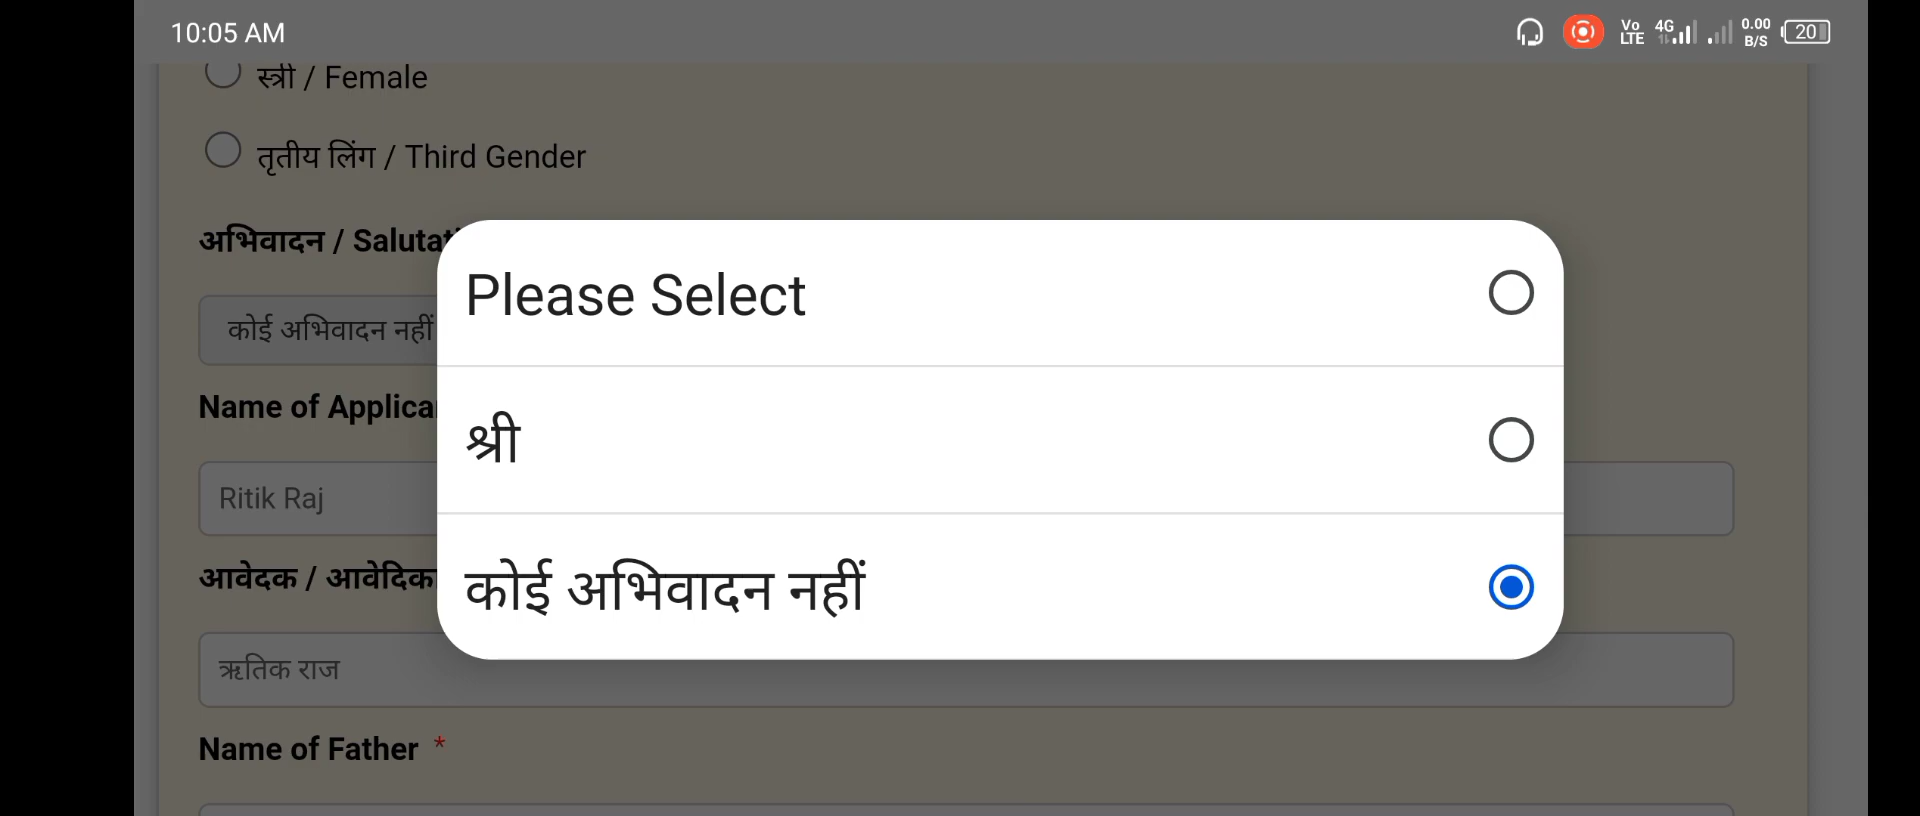 10:05 AM
Vo LTE 4G 0.00 B/S 20
स्त्री / Female
तृतीय लिंग / Third Gender
अभिवादन / Salutat
Please Select
कोई अभिवादन नहीं
Name of Applica
श्री
Ritik Raj
आवेदक / आवेदिका
कोई अभिवादन नहीं
ऋतिक राज
Name of Father *